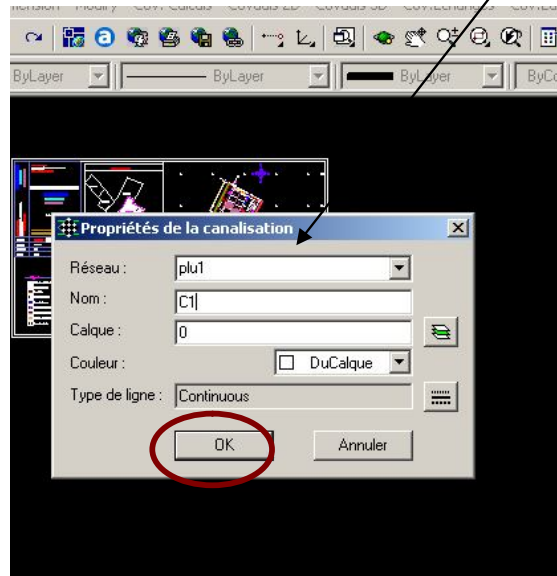 ByLayer ByLayer ByLayer ByCo
Propriétés de la canalisation
Réseau : plu1
Nom : C1
Calque : 0
Couleur : DuCalque
Type de ligne : Continuous
OK Annuler